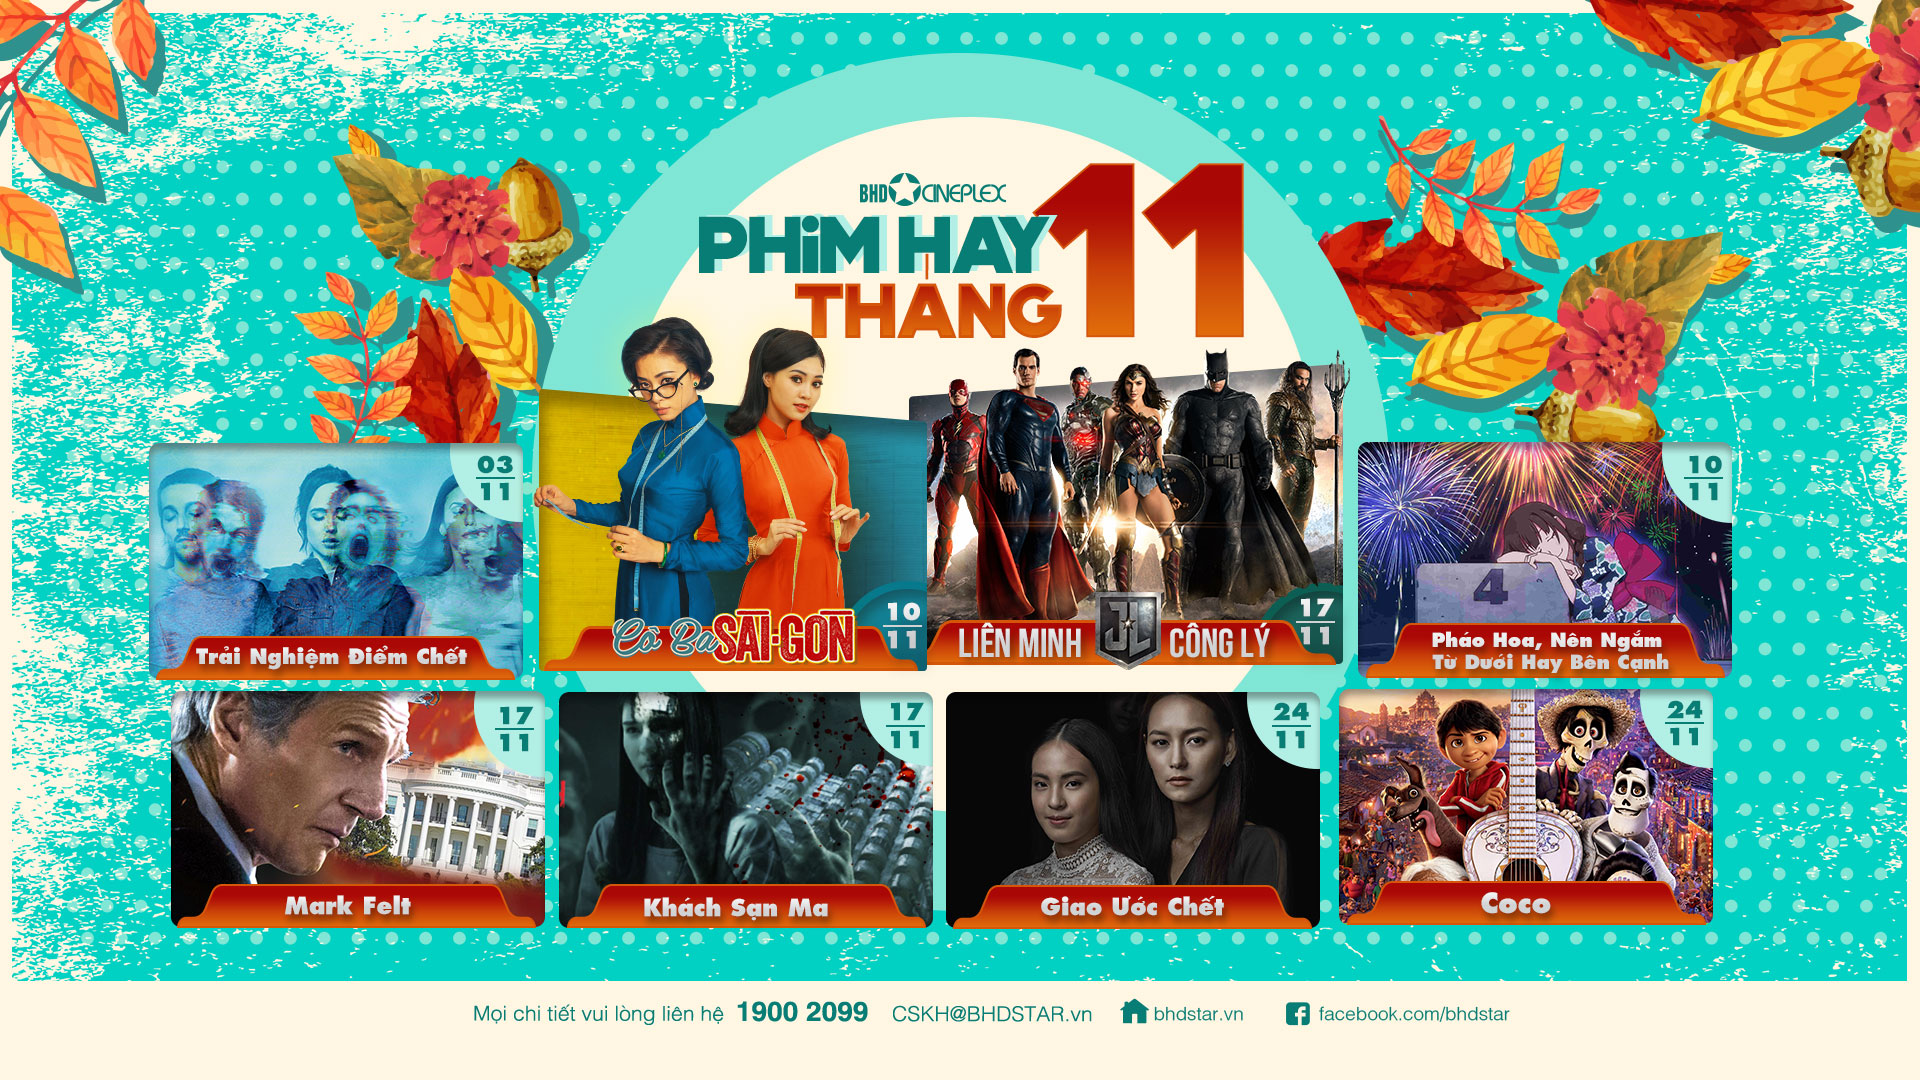 BHD CINEPLEX
PHIM HAY
THÁNG 11
03
11
Trải Nghiệm Điểm Chết
Cô Ba SÀI·GÒN
10
11
LIÊN MINH JL CÔNG LÝ
17
11
10
11
4
Pháo Hoa, Nên Ngắm
Từ Dưới Hay Bên Cạnh
17
11
Mark Felt
17
11
Khách Sạn Ma
24
11
Giao Ước Chết
24
11
Coco
Mọi chi tiết vui lòng liên hệ 1900 2099 CSKH@BHDSTAR.vn bhdstar.vn facebook.com/bhdstar